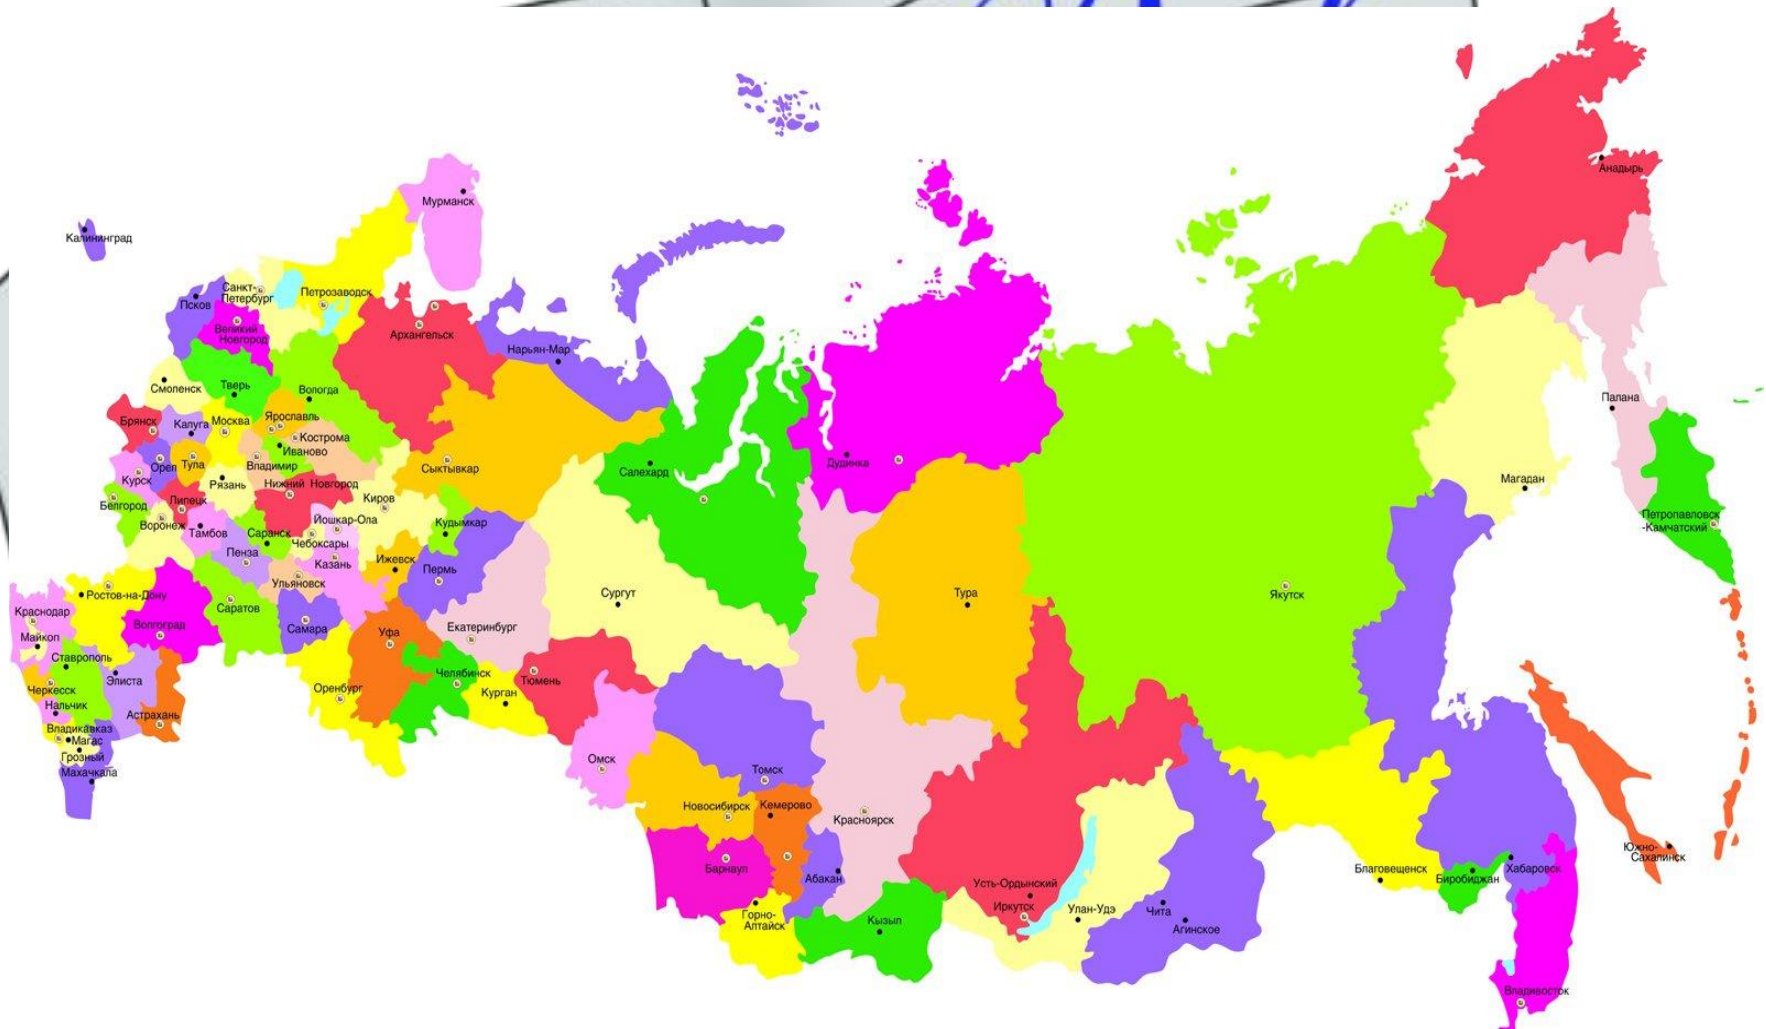 Анадырь
Мурманск
Калининград
Санкт-
Петербург
Петрозаводск
Псков
Великий
Новгород
Архангельск
Нарьян-Мар
Смоленск
Тверь
Вологда
Палана
Брянск
Калуга
Москва
Ярославль
Кострома
Иваново
Орёл
Тула
Владимир
Сыктывкар
Салехард
Дудинка
Курск
Рязань
Нижний Новгород
Магадан
Белгород
Липецк
Киров
Воронеж
Тамбов
Саранск
Йошкар-Ола
Кудымкар
Петропавловск
-Камчатский
Чебоксары
Пенза
Казань
Ижевск
Пермь
Ульяновск
Сургут
Тура
Якутск
Ростов-на-Дону
Краснодар
Саратов
Волгоград
Самара
Уфа
Екатеринбург
Майкоп
Ставрополь
Элиста
Челябинск
Тюмень
Черкесск
Оренбург
Курган
Нальчик
Астрахань
Владикавказ
Магас
Грозный
Махачкала
Омск
Томск
Новосибирск
Кемерово
Красноярск
Южно-
Сахалинск
Барнаул
Абакан
Благовещенск
Биробиджан
Хабаровск
Усть-Ордынский
Иркутск
Улан-Удэ
Чита
Агинское
Горно-
Алтайск
Кызыл
Владивосток